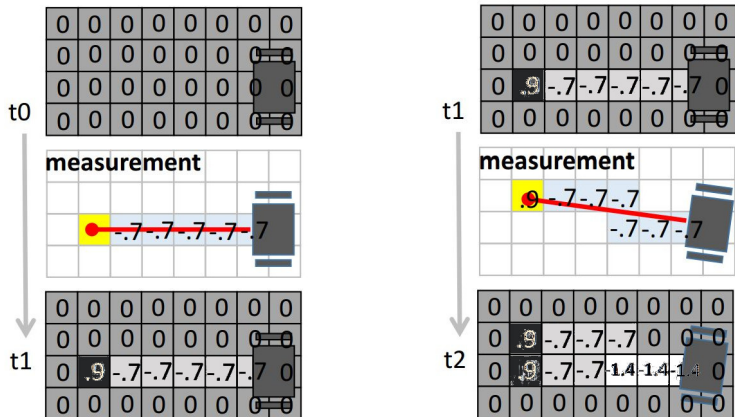 0 0 0 0 0 0 0 0
0 0 0 0 0 0 0 0
0 0 0 0 0 0 0 0
0 0 0 0 0 0 0 0
t0
measurement
-.7 -.7 -.7 -.7 -.7
t1
0 0 0 0 0 0 0 0
0 0 0 0 0 0 0 0
0 .9 -.7 -.7 -.7 -.7 -.7 0
0 0 0 0 0 0 0 0
0 0 0 0 0 0 0 0
0 0 0 0 0 0 0 0
0 .9 -.7 -.7 -.7 -.7 -.7 0
0 0 0 0 0 0 0 0
t1
measurement
.9 -.7 -.7 -.7
-.7 -.7 -.7
t2
0 0 0 0 0 0 0 0
0 .9 -.7 -.7 -.7 0 0 0
0 .9 -.7 -.7 -1.4 -1.4 -1.4 0
0 0 0 0 0 0 0 0